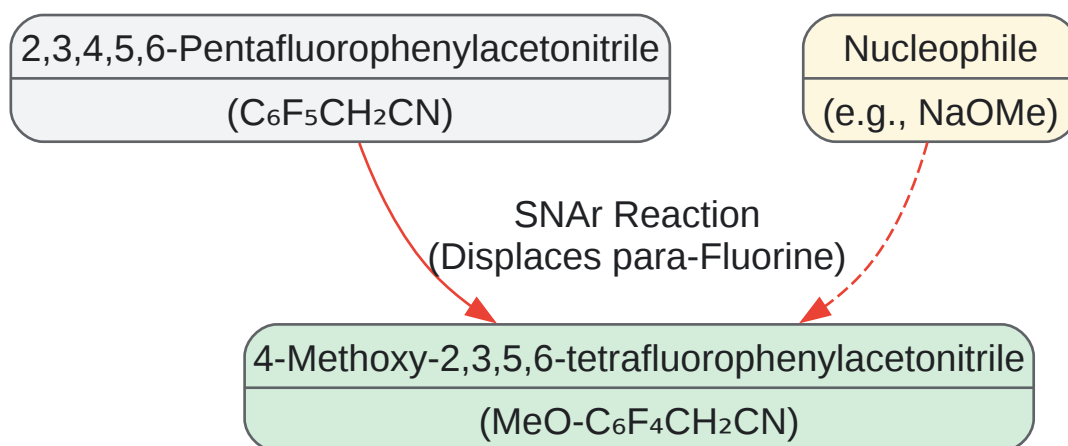 2,3,4,5,6-Pentafluorophenylacetonitrile
(C₆F₅CH₂CN)
Nucleophile
(e.g., NaOMe)
SNAr Reaction
(Displaces para-Fluorine)
4-Methoxy-2,3,5,6-tetrafluorophenylacetonitrile
(MeO-C₆F₄CH₂CN)